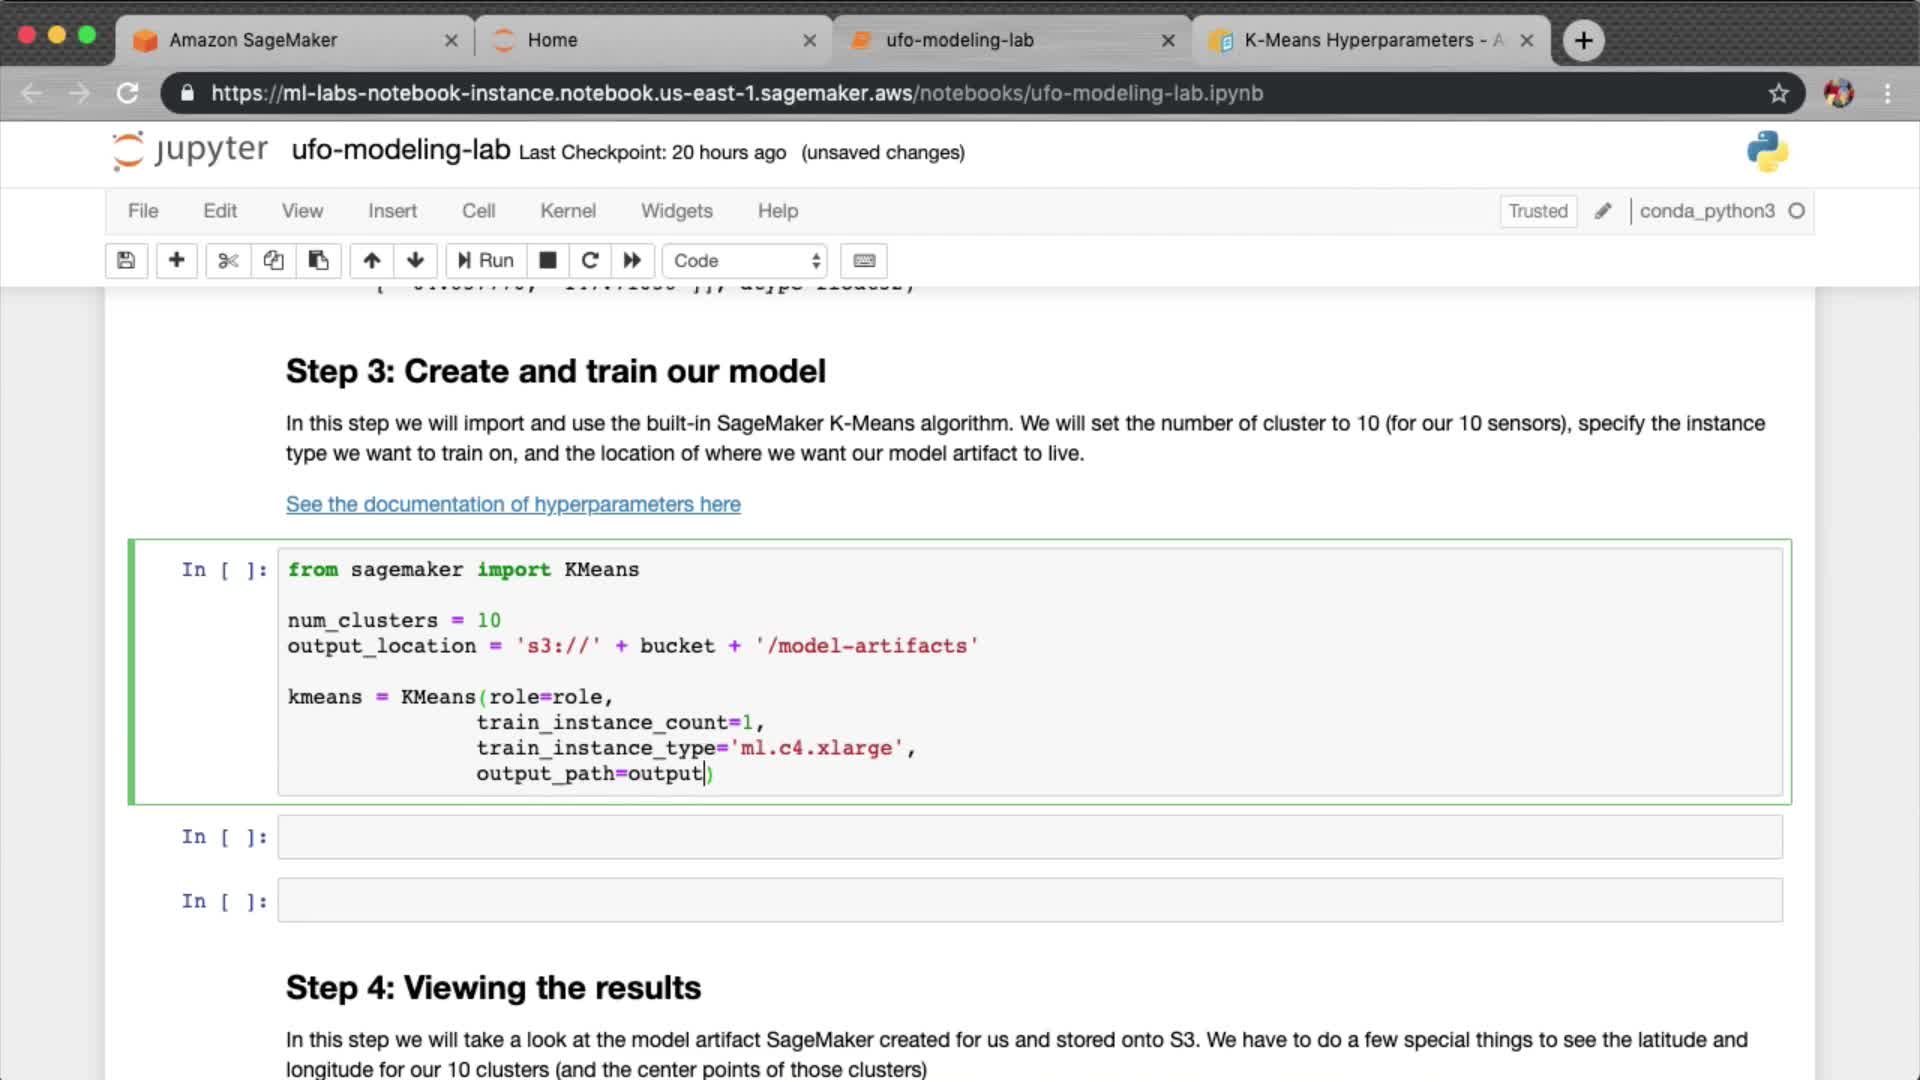 Amazon SageMaker
Home
ufo-modeling-lab
K-Means Hyperparameters - A
https://ml-labs-notebook-instance.notebook.us-east-1.sagemaker.aws/notebooks/ufo-modeling-lab.ipynb
jupyter ufo-modeling-lab Last Checkpoint: 20 hours ago (unsaved changes)
File Edit View Insert Cell Kernel Widgets Help Trusted conda_python3
Run Code
Step 3: Create and train our model
In this step we will import and use the built-in SageMaker K-Means algorithm. We will set the number of cluster to 10 (for our 10 sensors), specify the instance
type we want to train on, and the location of where we want our model artifact to live.
See the documentation of hyperparameters here
In [ ]: from sagemaker import KMeans
num_clusters = 10
output_location = 's3://' + bucket + '/model-artifacts'
kmeans = KMeans(role=role,
train_instance_count=1,
train_instance_type='ml.c4.xlarge',
output_path=output)
In [ ]:
In [ ]:
Step 4: Viewing the results
In this step we will take a look at the model artifact SageMaker created for us and stored onto S3. We have to do a few special things to see the latitude and
longitude for our 10 clusters (and the center points of those clusters)